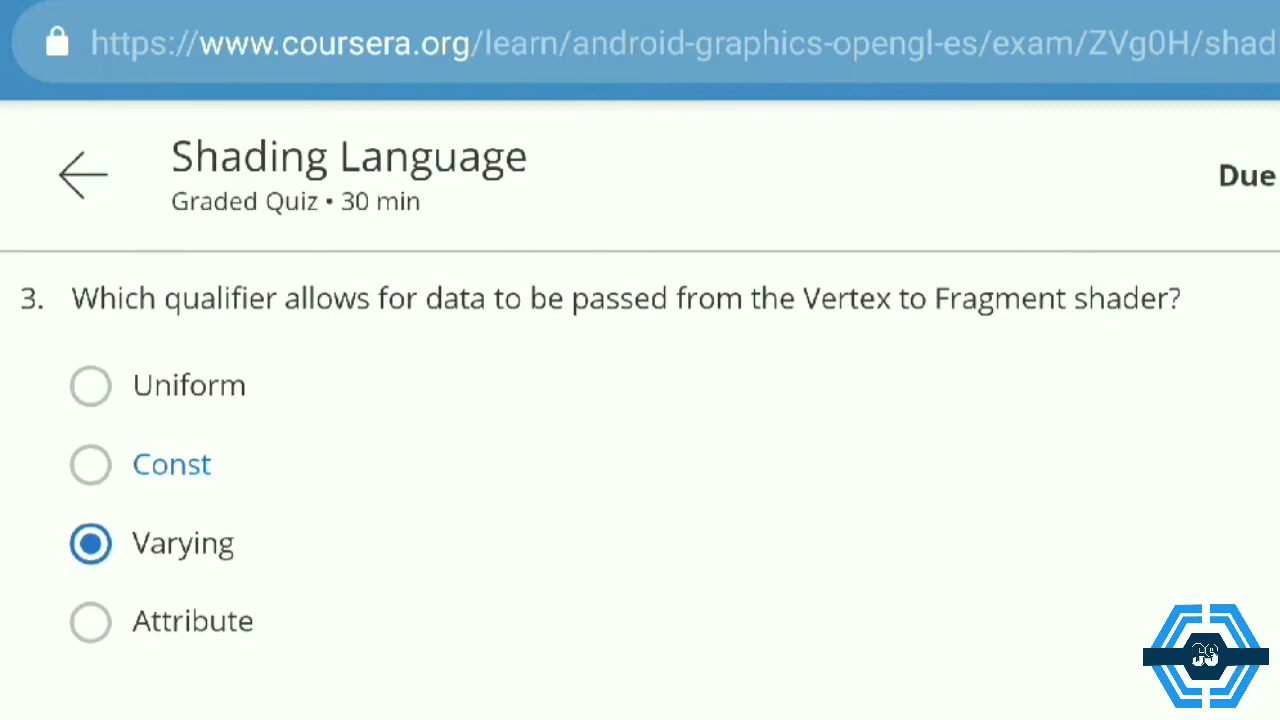 https://www.coursera.org/learn/android-graphics-opengl-es/exam/ZVg0H/shad
Shading Language
Graded Quiz • 30 min
Due
3. Which qualifier allows for data to be passed from the Vertex to Fragment shader?
Uniform
Const
Varying
Attribute